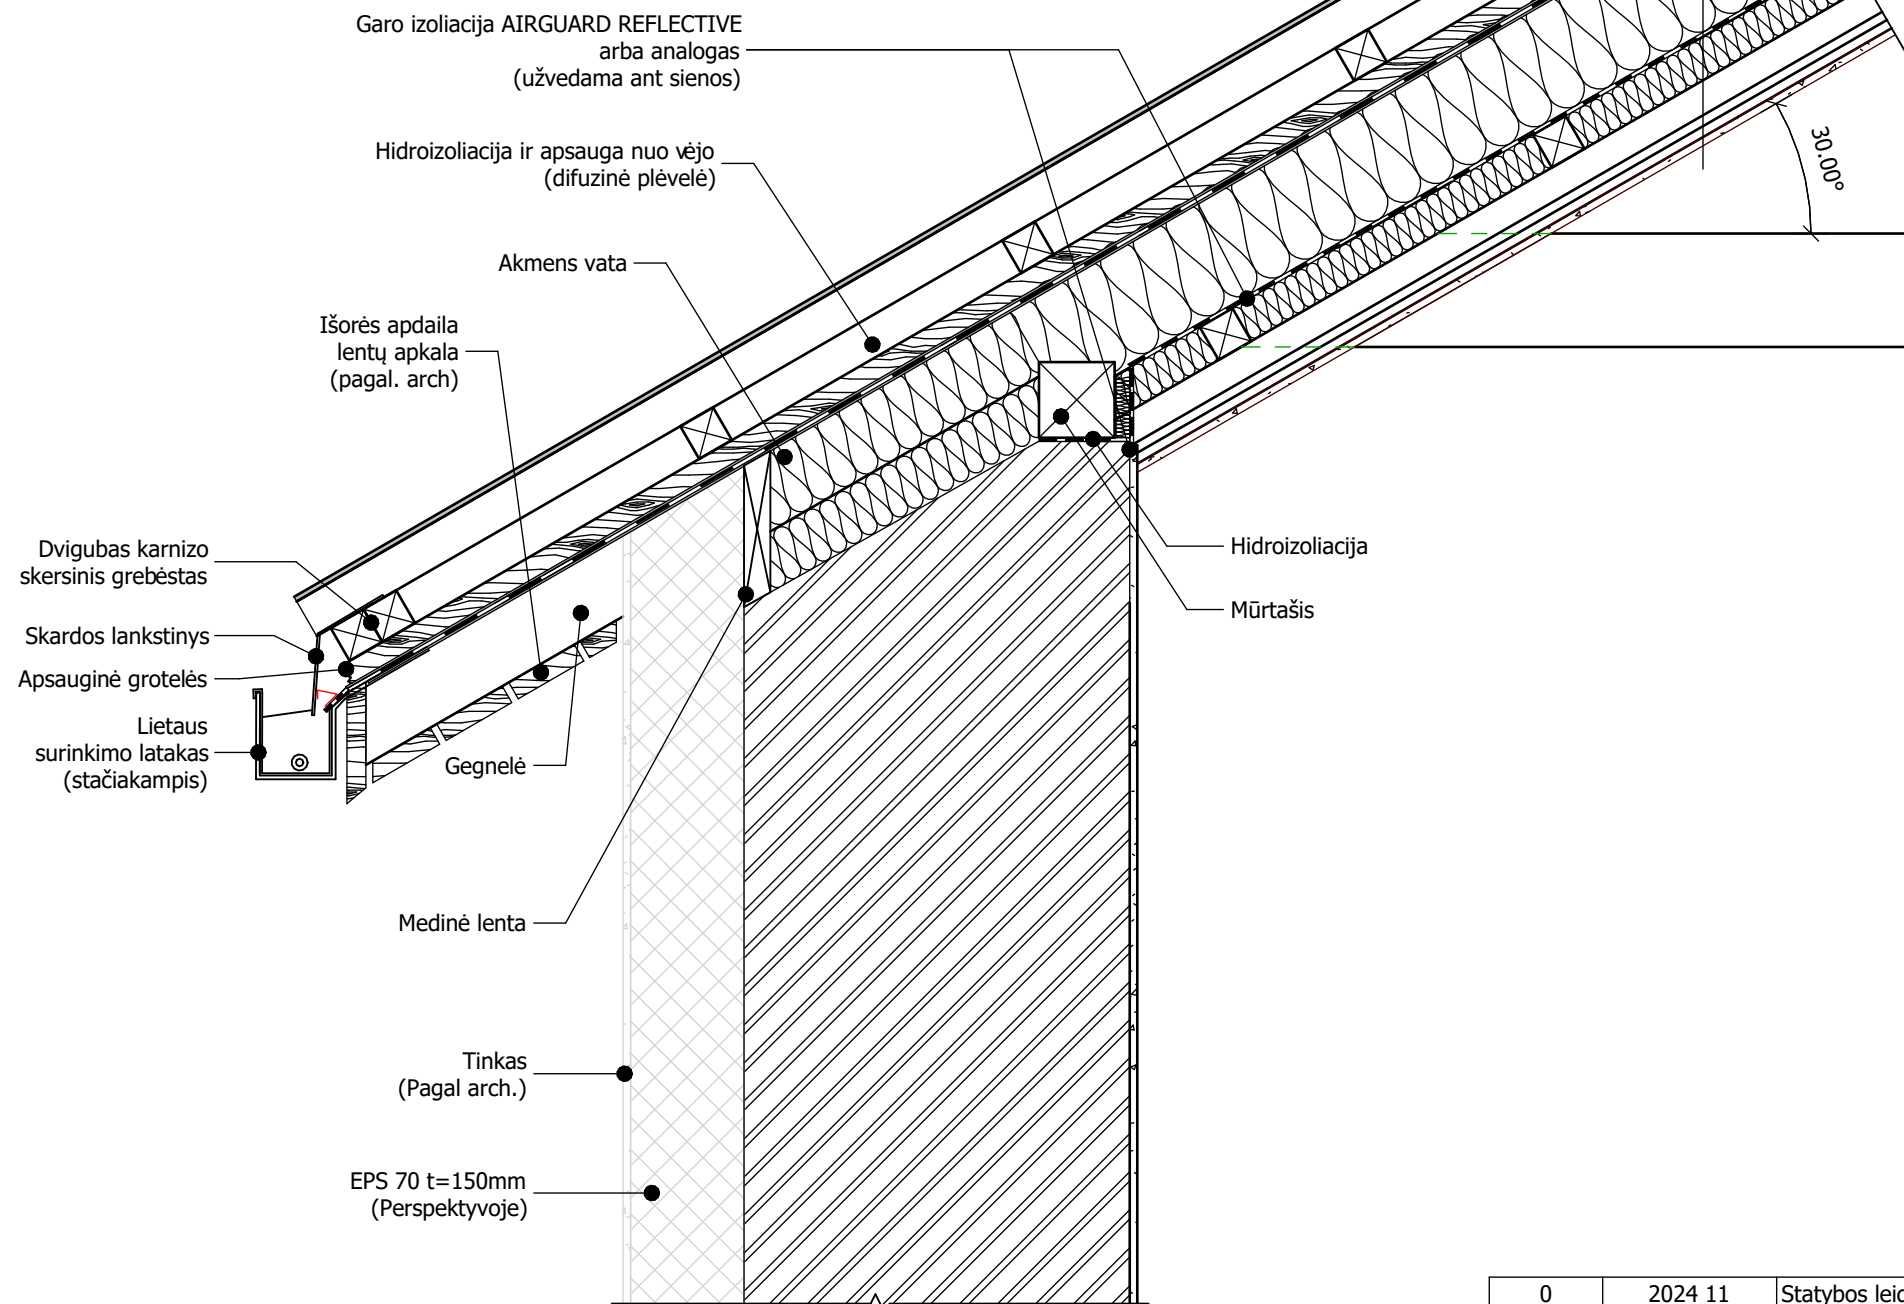 Garo izoliacija AIRGUARD REFLECTIVE
arba analogas
(užvedama ant sienos)
Hidroizoliacija ir apsauga nuo vėjo
(difuzinė plėvelė)
Akmens vata
Išorės apdaila
lentų apkala
(pagal. arch)
30.00°
Dvigubas karnizo
skersinis grebėstas
Skardos lankstinys
Apsauginė grotelės
Lietaus
surinkimo latakas
(stačiakampis)
Gegnelė
Hidroizoliacija
Mūrtašis
Medinė lenta
Tinkas
(Pagal arch.)
EPS 70 t=150mm
(Perspektyvoje)
0 2024 11 Statybos